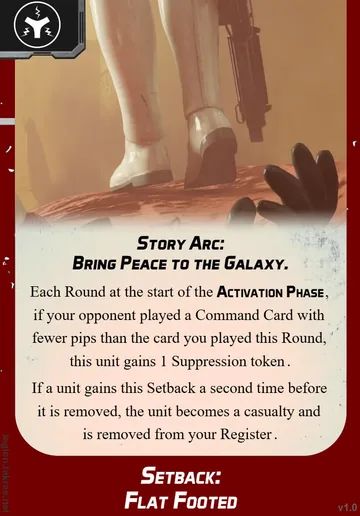 STORY ARC:
BRING PEACE TO THE GALAXY.
Each Round at the start of the ACTIVATION PHASE,
if your opponent played a Command Card with
fewer pips than the card you played this Round,
this unit gains 1 Suppression token.
If a unit gains this Setback a second time before
it is removed, the unit becomes a casualty and
is removed from your Register.
SETBACK:
FLAT FOOTED
v1.0